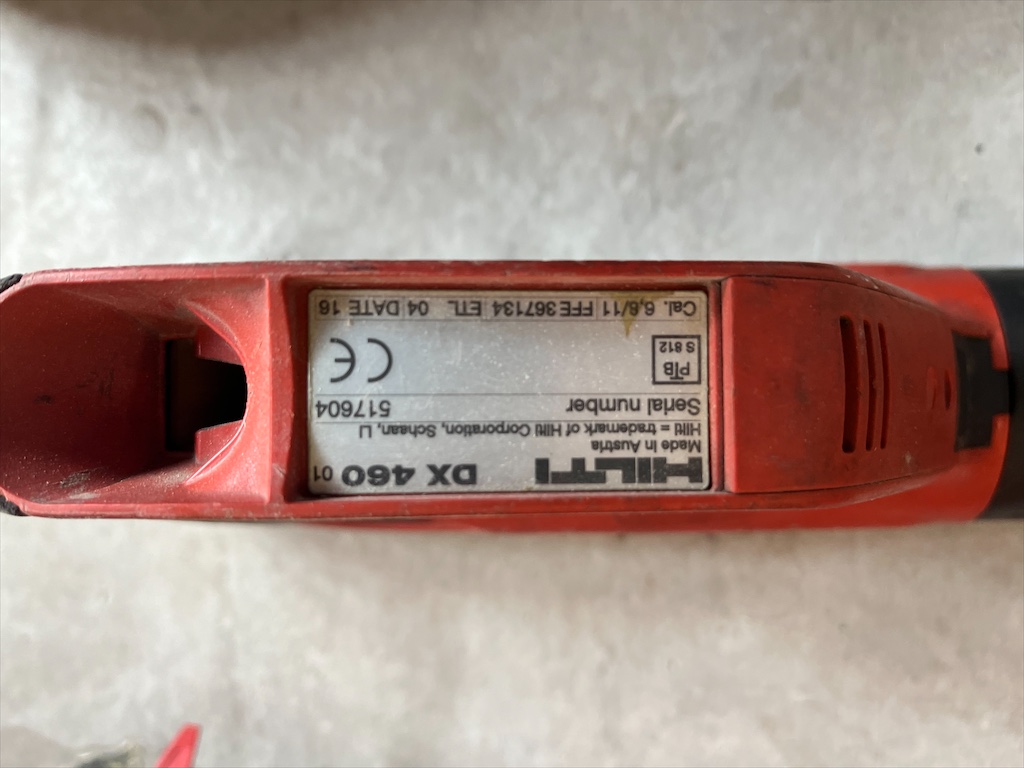 HILTI DX 460 01
Made in Austria
Hilti = trademark of Hilti Corporation, Schaan, LI
Serial number 517604
PTB
S 812
CE
Cal. 6,8/11 FFE 367134 ETL 04 DATE 16